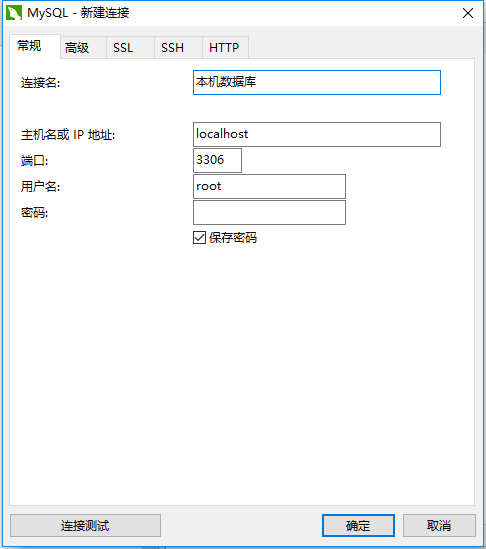 MySQL - 新建连接
常规 高级 SSL SSH HTTP
连接名: 本机数据库
主机名或 IP 地址: localhost
端口: 3306
用户名: root
密码:
保存密码
连接测试 确定 取消